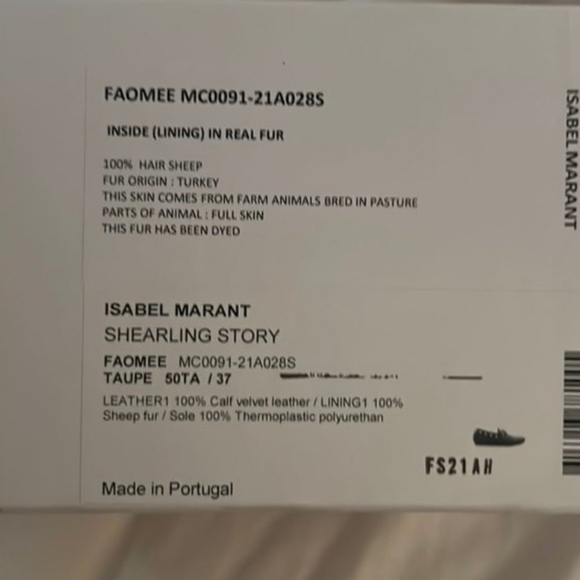 FAOMEE MC0091-21A028S
INSIDE (LINING) IN REAL FUR
100% HAIR SHEEP
FUR ORIGIN : TURKEY
THIS SKIN COMES FROM FARM ANIMALS BRED IN PASTURE
PARTS OF ANIMAL : FULL SKIN
THIS FUR HAS BEEN DYED
ISABEL MARANT
SHEARLING STORY
FAOMEE MC0091-21A028S
TAUPE 50TA / 37
LEATHER1 100% Calf velvet leather / LINING1 100%
Sheep fur / Sole 100% Thermoplastic polyurethan
FS21AH
Made in Portugal
ISABEL MARANT